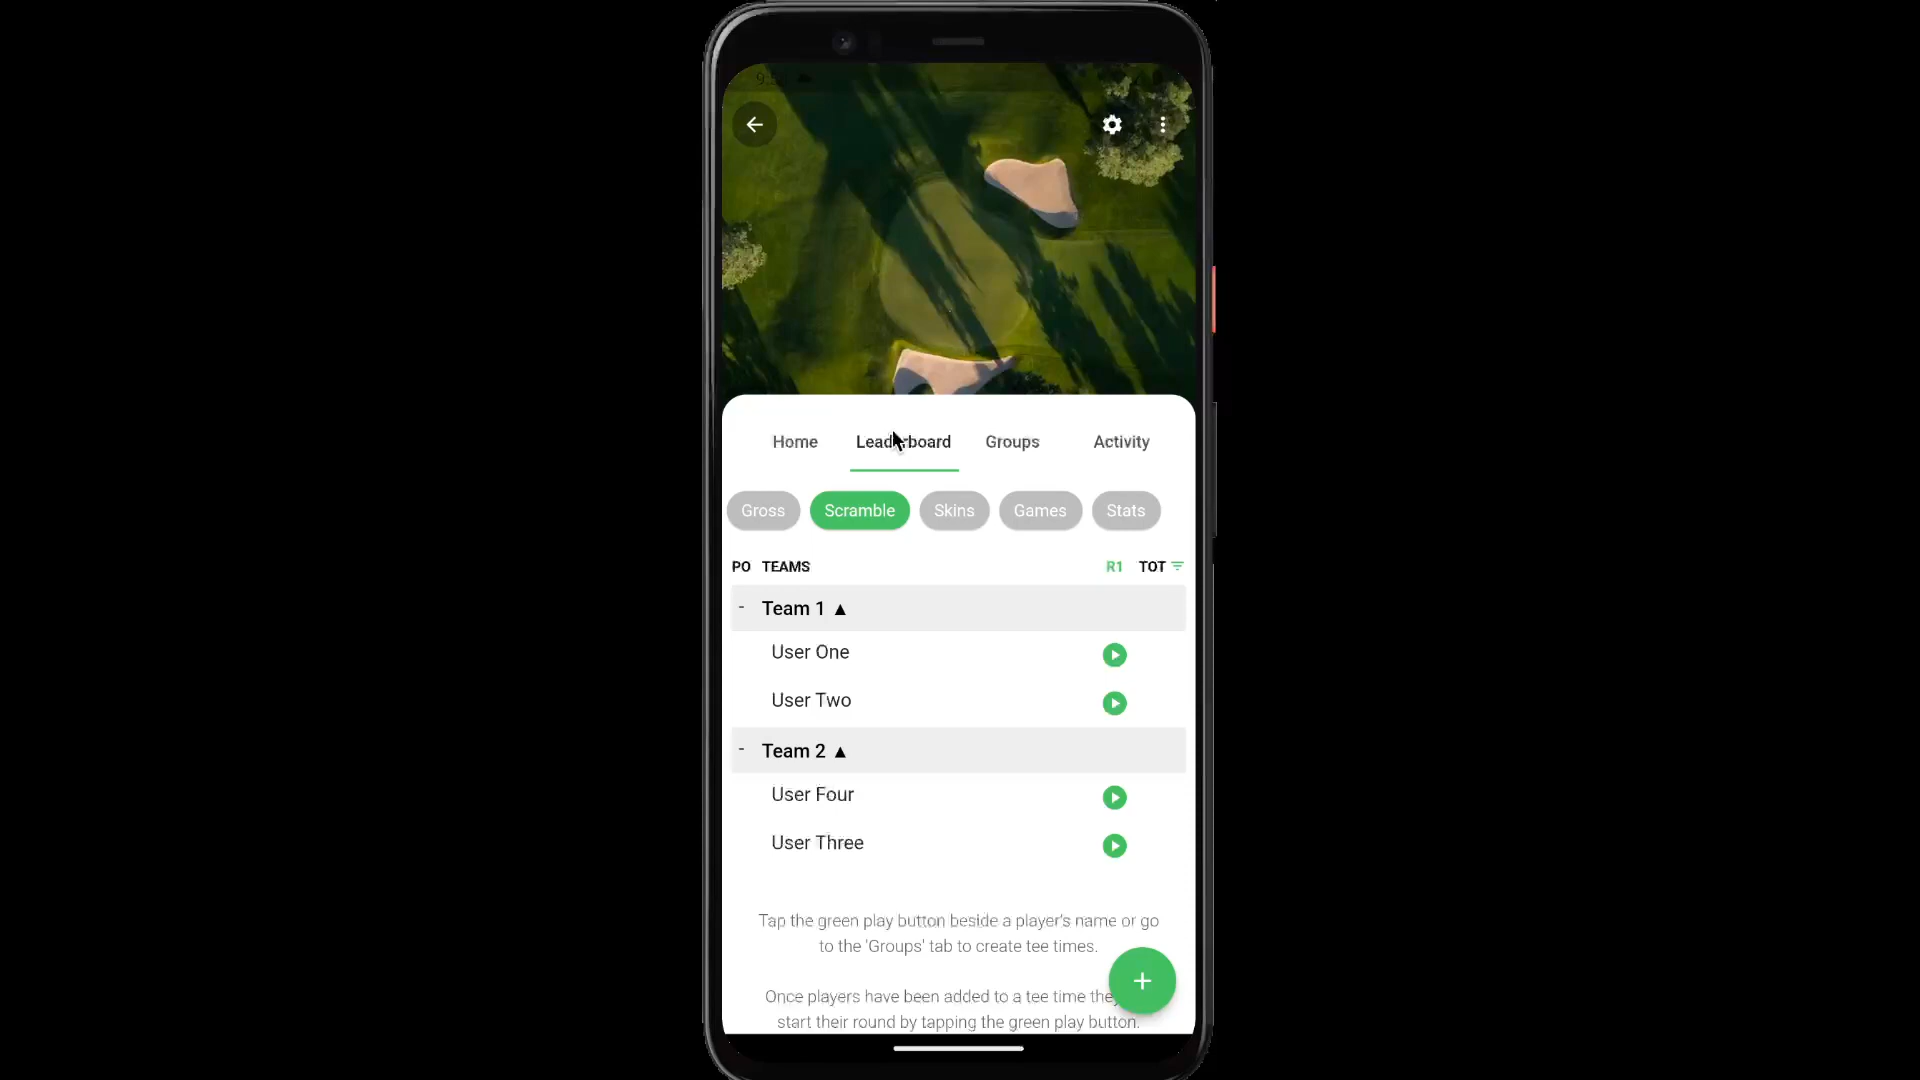 Home Leaderboard Groups Activity
Gross Scramble Skins Games Stats
PO TEAMS R1 TOT
- Team 1 ▲
User One
User Two
- Team 2 ▲
User Four
User Three
Tap the green play button beside a player's name or go
to the 'Groups' tab to create tee times.
Once players have been added to a tee time they
start their round by tapping the green play button.